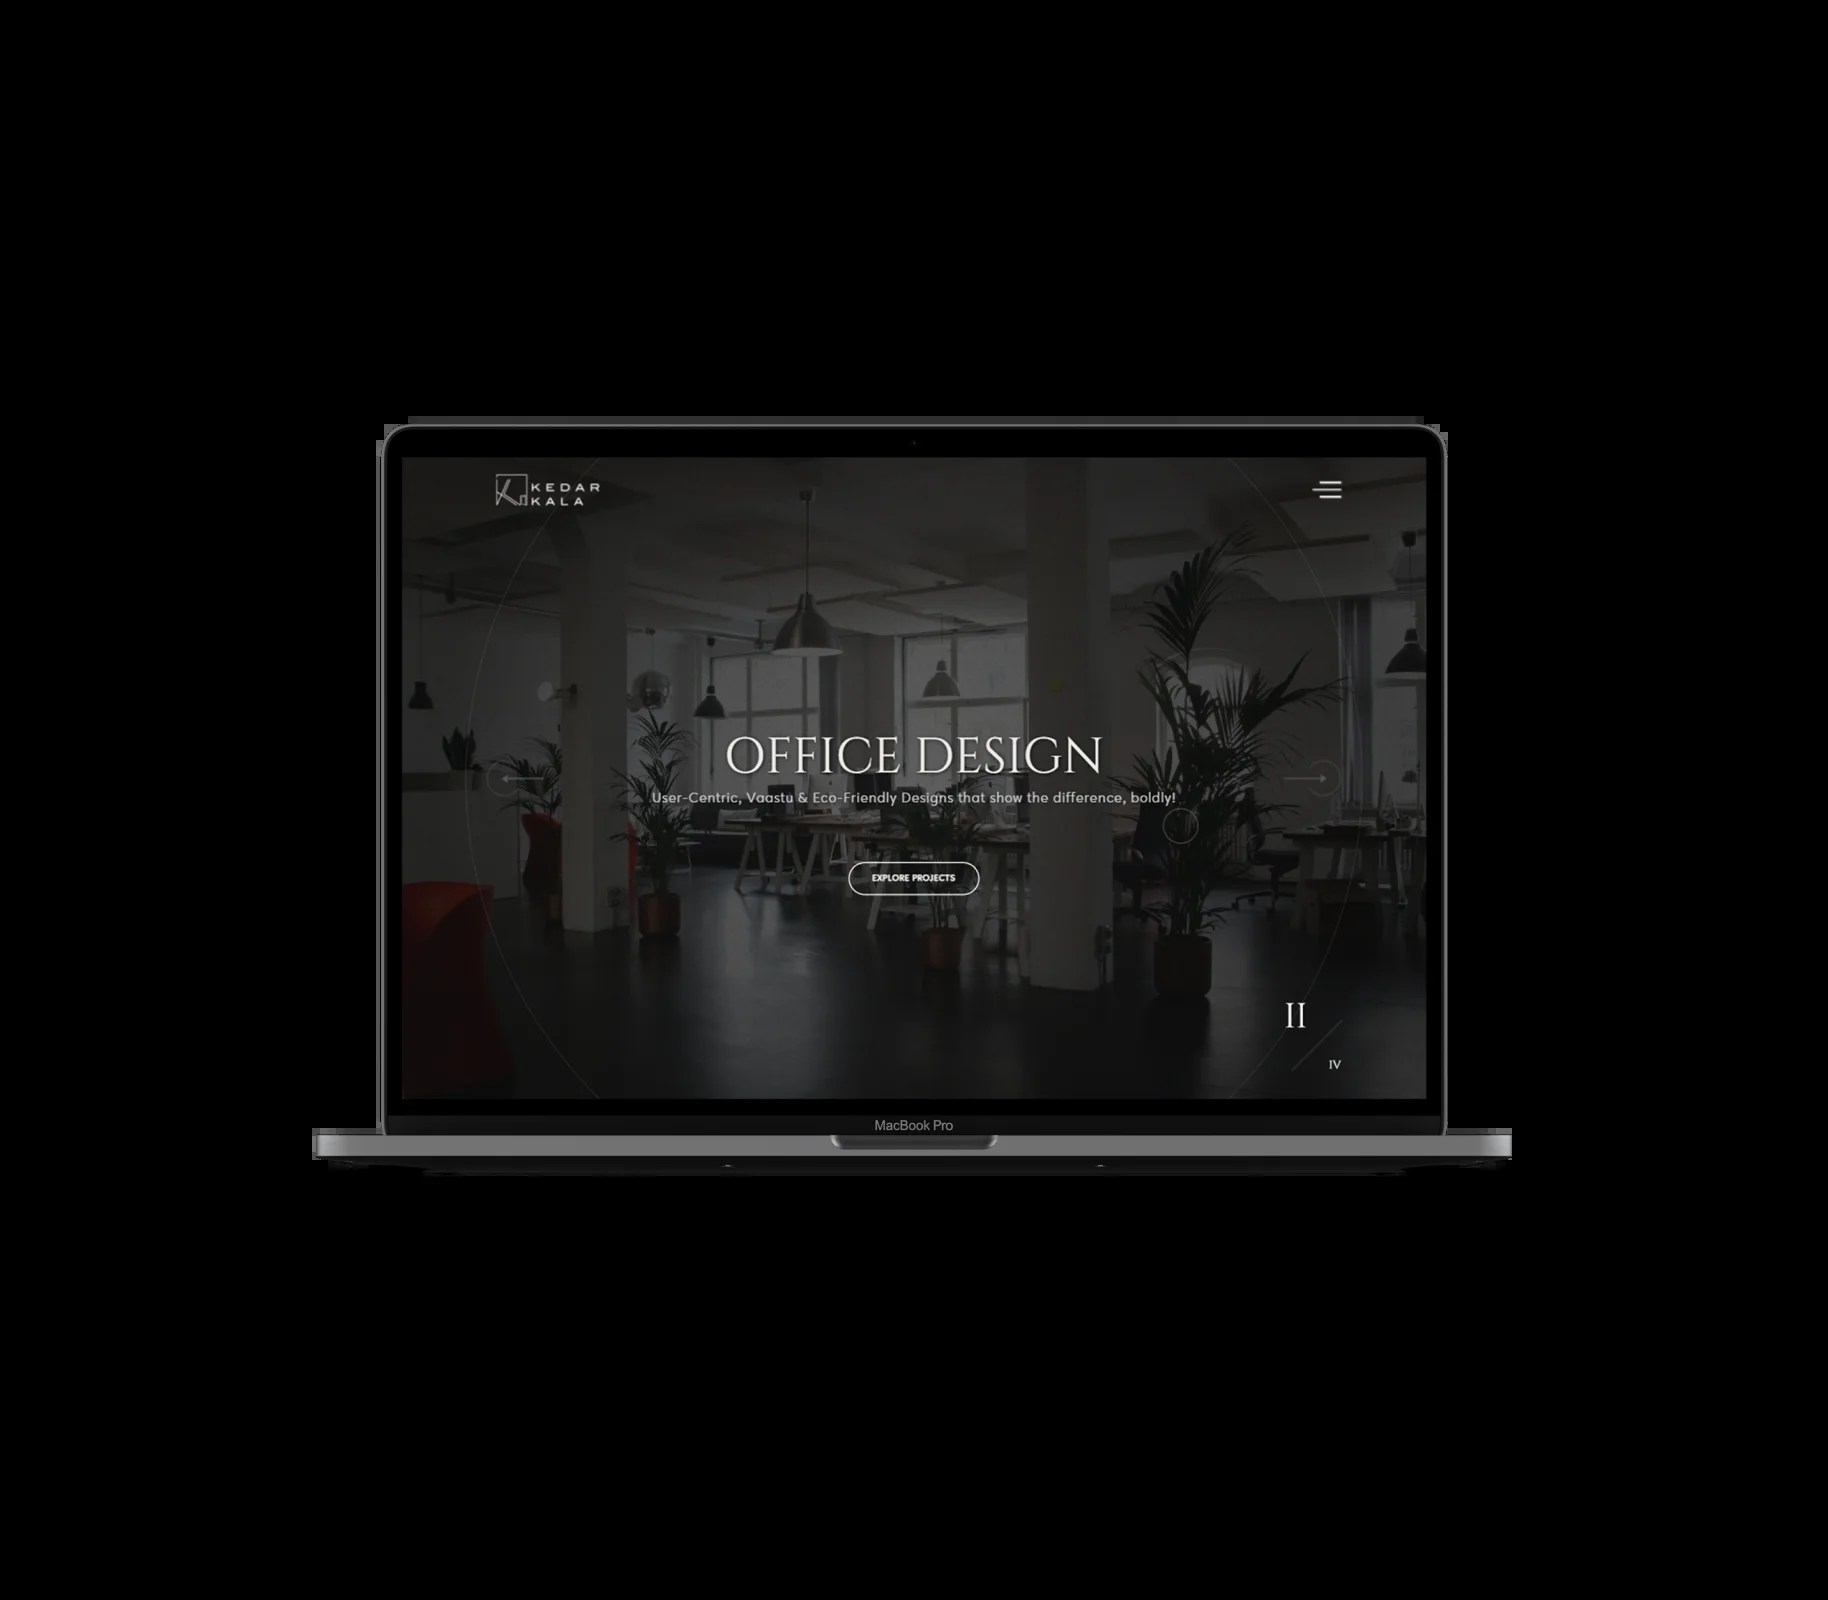 KEDAR
KALA
OFFICE DESIGN
User-Centric, Vaastu & Eco-Friendly Designs that show the difference, boldly!
EXPLORE PROJECTS
II
IV
MacBook Pro